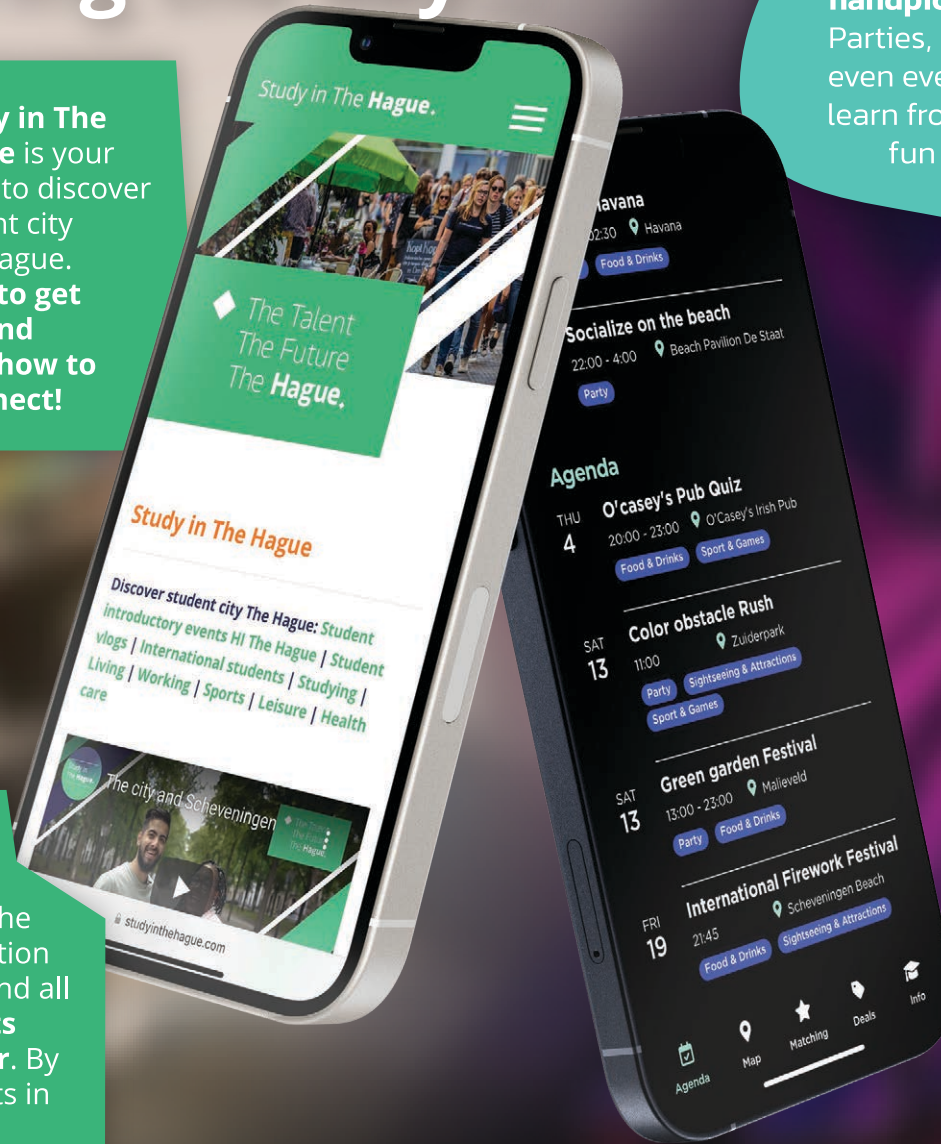 Parties,
learn fro
fun
y in The
e is your
to discover
nt city
ague.
to get
nd
how to
nect!
Study in The Hague.
The Talent
The Future
The Hague.
Study in The Hague
Discover student city The Hague: Student
introductory events HI The Hague | Student
vlogs | International students | Studying |
Living | Working | Sports | Leisure | Health
care
The city and Scheveningen
The Hague.
studyinthehague.com
Havana
02:30 Havana
Food & Drinks
Socialize on the beach
22:00 - 4:00 Beach Pavilion De Staat
Party
Agenda
THU
4
O'casey's Pub Quiz
20:00 - 23:00 O'Casey's Irish Pub
Food & Drinks Sport & Games
SAT
13
Color obstacle Rush
11:00 Zuiderpark
Party Sightseeing & Attractions
Sport & Games
SAT
13
Green garden Festival
13:00 - 23:00 Malieveld
Party Food & Drinks
FRI
19
International Firework Festival
21:45 Scheveningen Beach
Food & Drinks Sightseeing & Attractions
Agenda Map Matching Deals Info
he
tion
nd all
ts
r. By
ts in